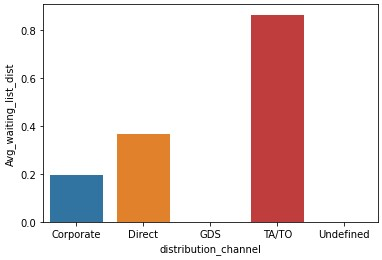 Avg_waiting_list_dist
0.8
0.6
0.4
0.2
0.0
Corporate Direct GDS TA/TO Undefined
distribution_channel